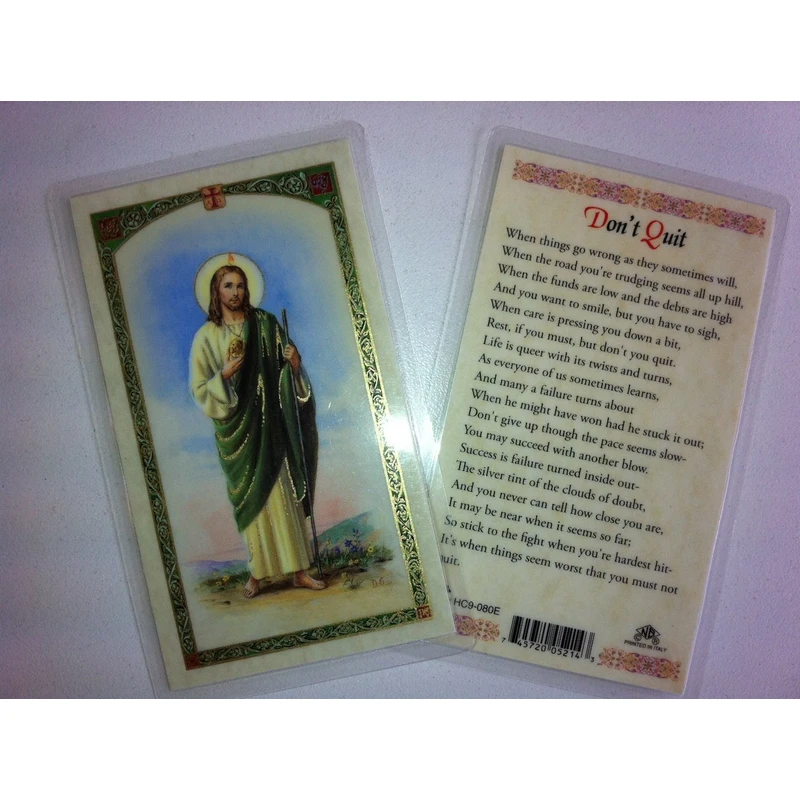 Don't Quit
When things go wrong as they sometimes will,
When the road you're trudging seems all up hill,
When the funds are low and the debts are high
And you want to smile, but you have to sigh,
When care is pressing you down a bit,
Rest, if you must, but don't you quit.
Life is queer with its twists and turns,
As everyone of us sometimes learns,
And many a failure turns about
When he might have won had he stuck it out;
Don't give up though the pace seems slow-
You may succeed with another blow.
Success is failure turned inside out-
The silver tint of the clouds of doubt,
And you never can tell how close you are,
It may be near when it seems so far;
So stick to the fight when you're hardest hit-
It's when things seem worst that you must not
quit.
HC9-080E
7 45720 05214 3
NB
PRINTED IN ITALY